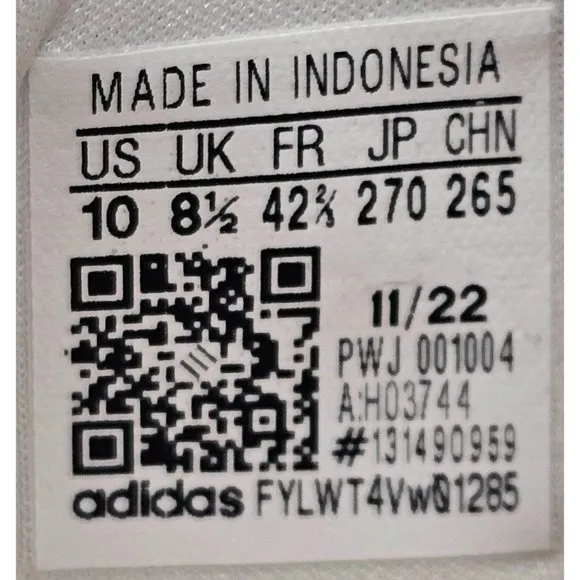 MADE IN INDONESIA
US UK FR JP CHN
10 8½ 42⅔ 270 265
11/22
PWJ 001004
A:H03744
#131490959
adidas FYLWT4VwQ1285